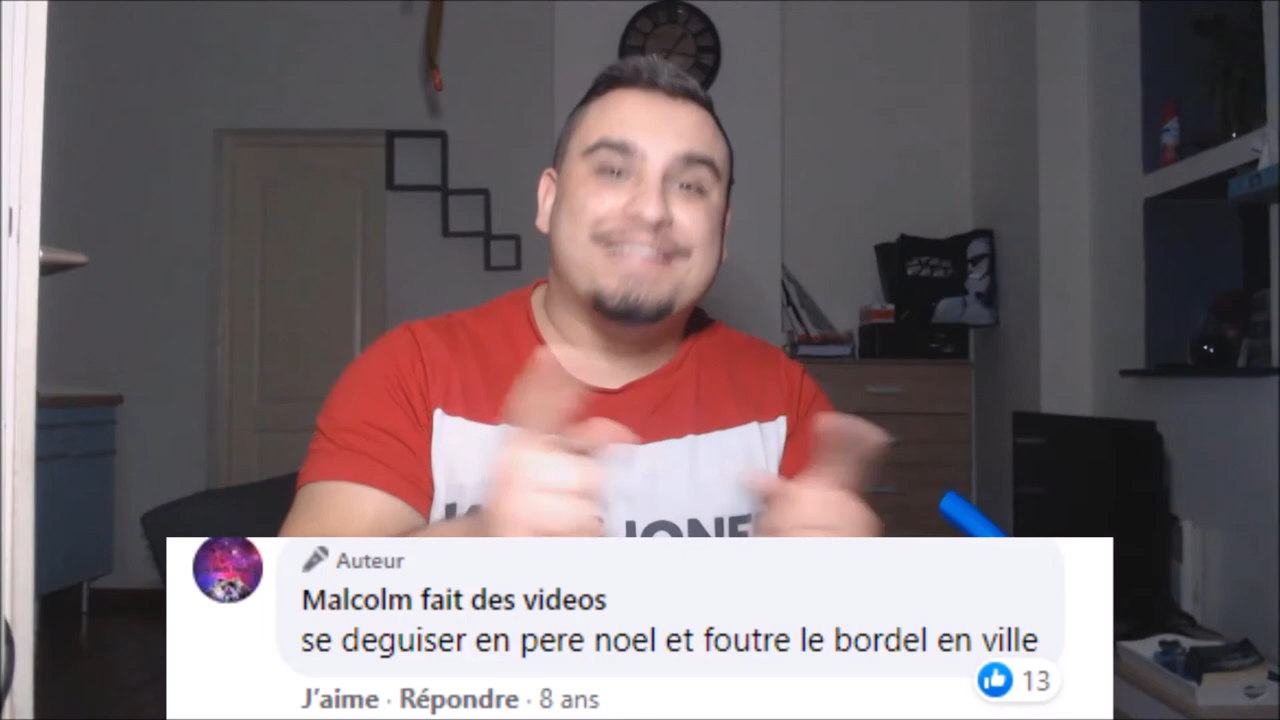 Auteur
Malcolm fait des videos
se deguiser en pere noel et foutre le bordel en ville
13
J'aime · Répondre · 8 ans